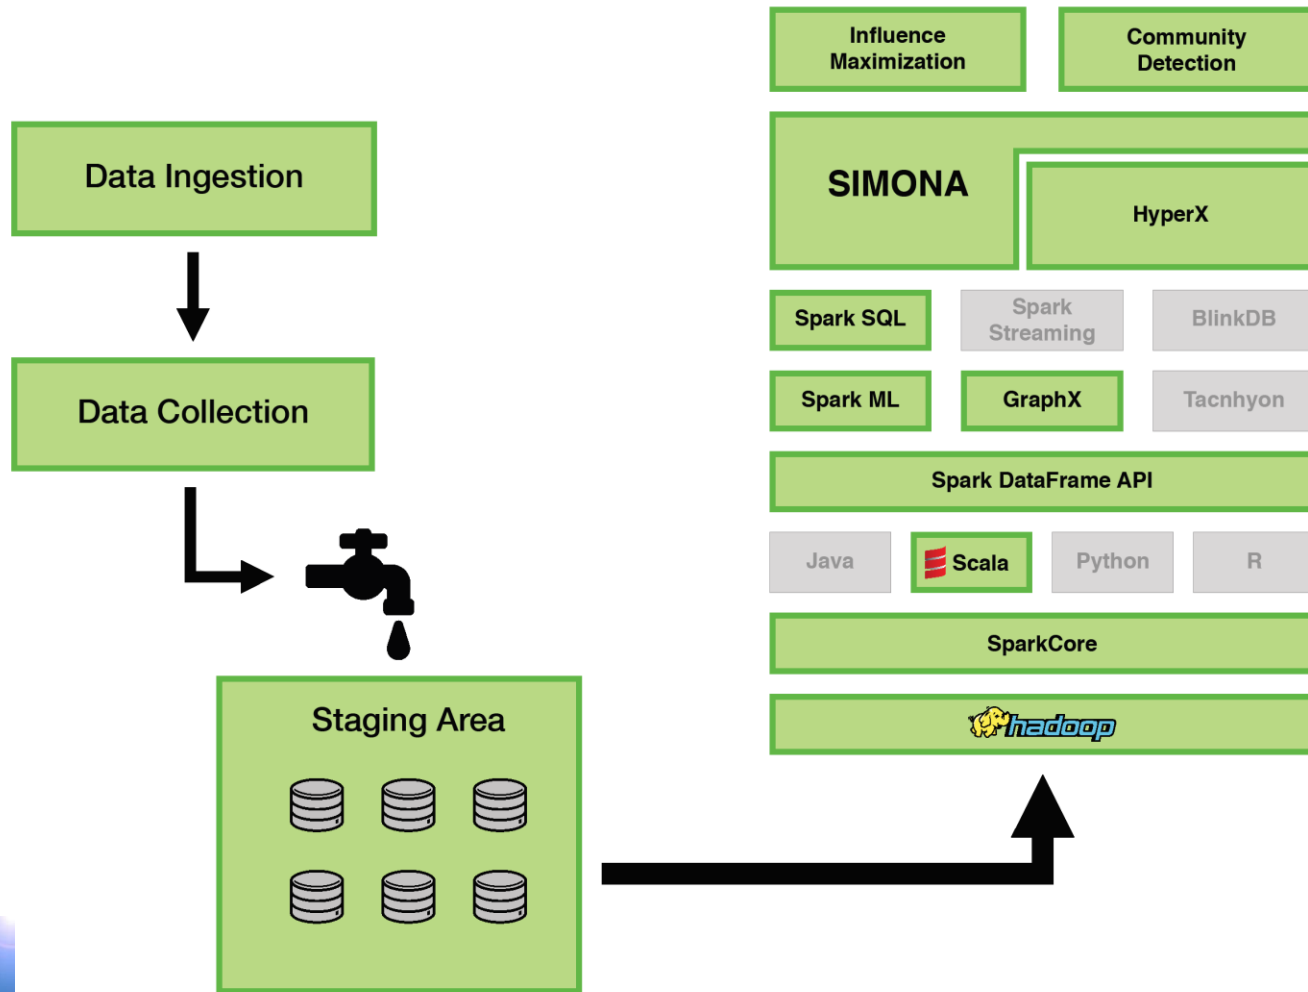 Data Ingestion
Data Collection
Staging Area
Influence
Maximization
Community
Detection
SIMONA
HyperX
Spark SQL
Spark
Streaming
BlinkDB
Spark ML
GraphX
Tacnhyon
Spark DataFrame API
Java
Scala
Python
R
SparkCore
hadoop